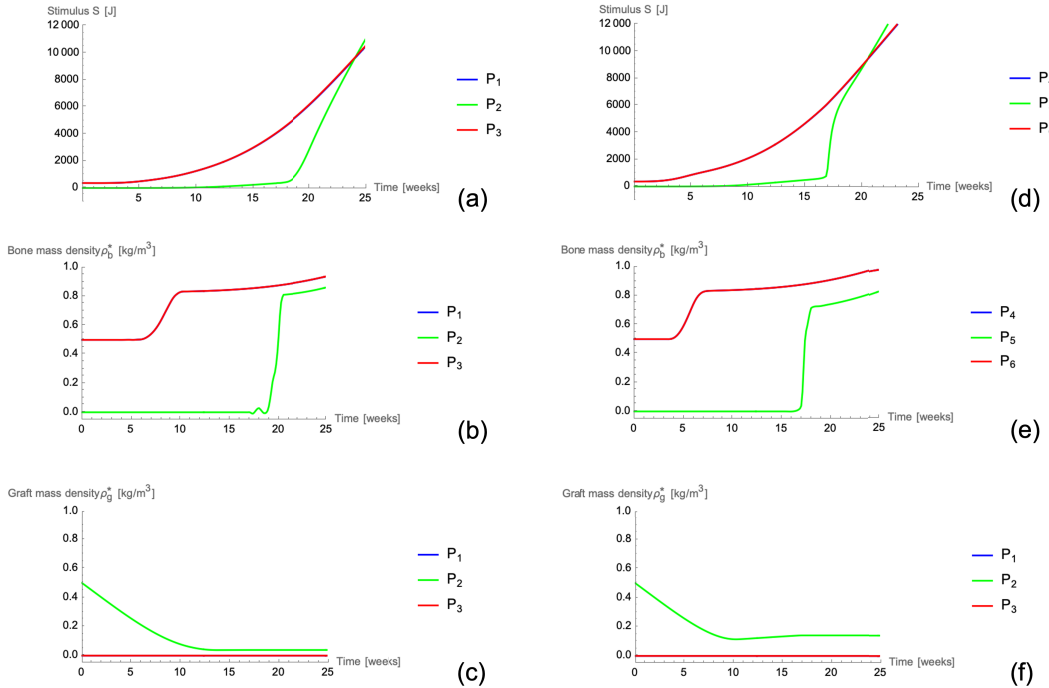 Stimulus S [J]
12 000
10 000
8000
6000
4000
2000
0
5
10
15
20
25
Time [weeks]
P1
P2
P3
(a)
Stimulus S [J]
12 000
10 000
8000
6000
4000
2000
0
5
10
15
20
25
Time [weeks]
P
P
P
(d)
Bone mass density ρ*b [kg/m3]
1.0
0.8
0.6
0.4
0.2
0.0
0
5
10
15
20
25
Time [weeks]
P1
P2
P3
(b)
Bone mass density ρ*b [kg/m3]
1.0
0.8
0.6
0.4
0.2
0.0
0
5
10
15
20
25
Time [weeks]
P4
P5
P6
(e)
Graft mass density ρ*g [kg/m3]
1.0
0.8
0.6
0.4
0.2
0.0
0
5
10
15
20
25
Time [weeks]
P1
P2
P3
(c)
Graft mass density ρ*g [kg/m3]
1.0
0.8
0.6
0.4
0.2
0.0
0
5
10
15
20
25
Time [weeks]
P1
P2
P3
(f)